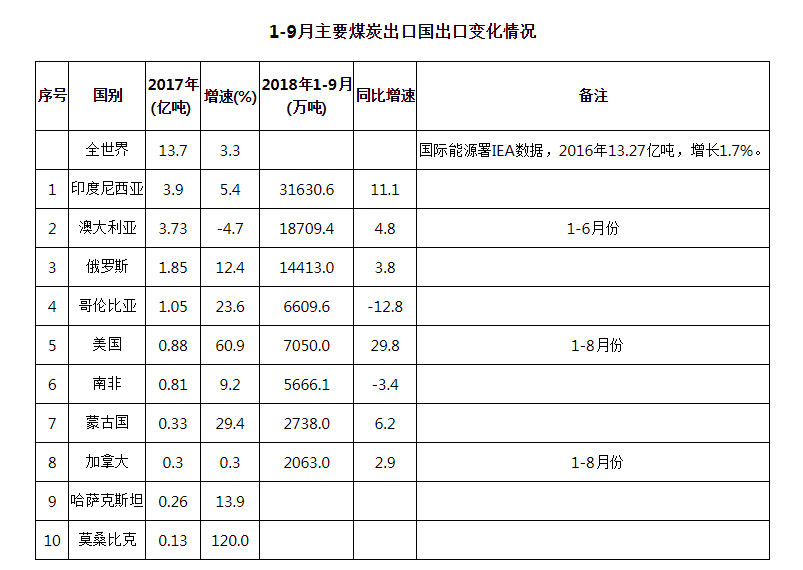 1-9月主要煤炭出口国出口变化情况
序号 国别 2017年(亿吨) 增速(%) 2018年1-9月(万吨) 同比增速 备注
全世界 13.7 3.3 国际能源署IEA数据，2016年13.27亿吨，增长1.7%。
1 印度尼西亚 3.9 5.4 31630.6 11.1
2 澳大利亚 3.73 -4.7 18709.4 4.8 1-6月份
3 俄罗斯 1.85 12.4 14413.0 3.8
4 哥伦比亚 1.05 23.6 6609.6 -12.8
5 美国 0.88 60.9 7050.0 29.8 1-8月份
6 南非 0.81 9.2 5666.1 -3.4
7 蒙古国 0.33 29.4 2738.0 6.2
8 加拿大 0.3 0.3 2063.0 2.9 1-8月份
9 哈萨克斯坦 0.26 13.9
10 莫桑比克 0.13 120.0